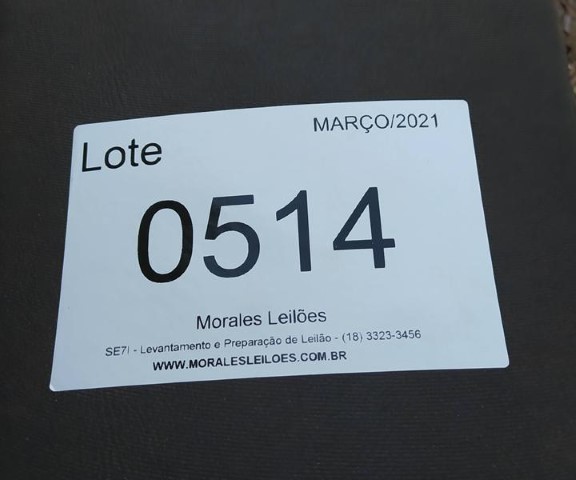 MARÇO/2021
Lote
0514
Morales Leilões
SE7I - Levantamento e Preparação de Leilão - (18) 3323-3456
WWW.MORALESLEILOES.COM.BR